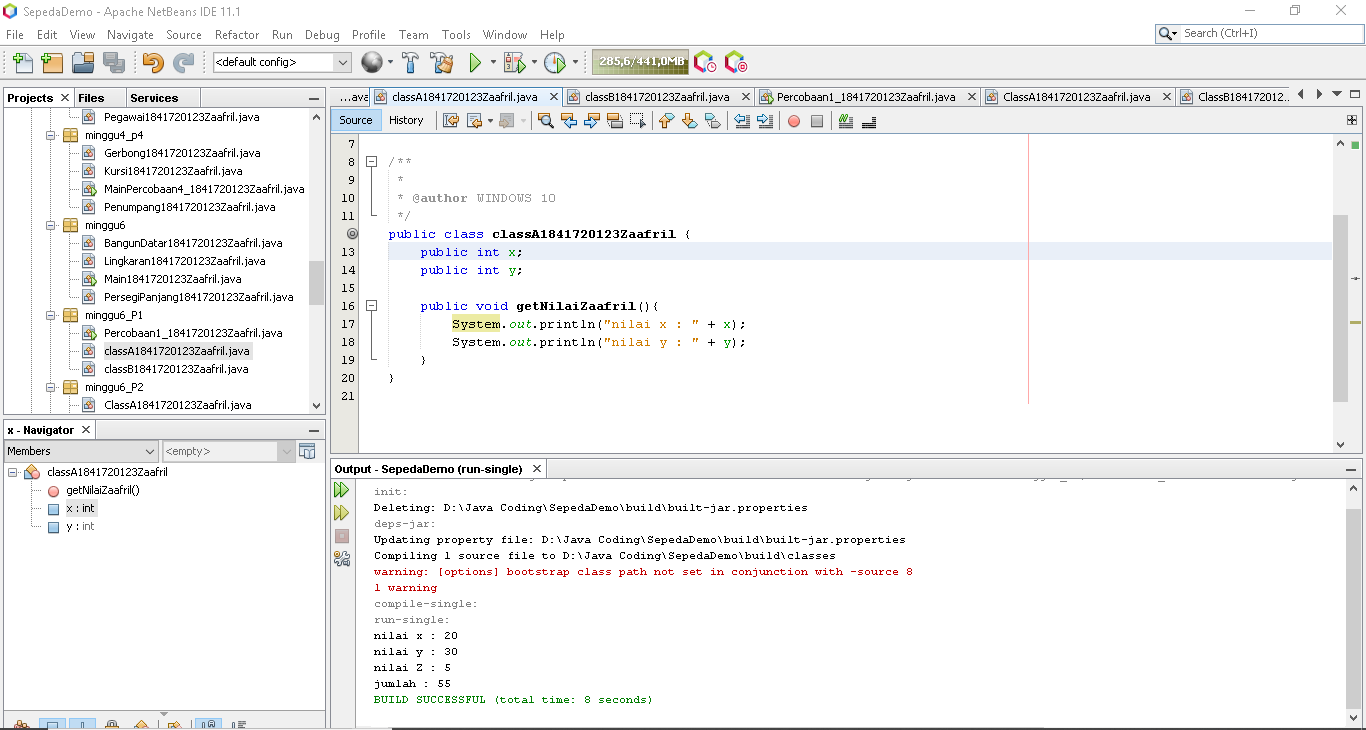 SepedaDemo - Apache NetBeans IDE 11.1
File Edit View Navigate Source Refactor Run Debug Profile Team Tools Window Help
Search (Ctrl+I)
<default config>
285,6/441,0MB
Projects Files Services
Pegawai1841720123Zaafril.java
minggu4_p4
Gerbong1841720123Zaafril.java
Kursi1841720123Zaafril.java
MainPercobaan4_1841720123Zaafril.java
Penumpang1841720123Zaafril.java
minggu6
BangunDatar1841720123Zaafril.java
Lingkaran1841720123Zaafril.java
Main1841720123Zaafril.java
PersegiPanjang1841720123Zaafril.java
minggu6_P1
Percobaan1_1841720123Zaafril.java
classA1841720123Zaafril.java
classB1841720123Zaafril.java
minggu6_P2
ClassA1841720123Zaafril.java
x - Navigator
Members
<empty>
classA1841720123Zaafril
getNilaiZaafril()
x : int
y : int
...ava classA1841720123Zaafril.java classB1841720123Zaafril.java Percobaan1_1841720123Zaafril.java ClassA1841720123Zaafril.java ClassB184172012...
Source History
7
8 /**
9 *
10 * @author WINDOWS 10
11 */
public class classA1841720123Zaafril {
13 public int x;
14 public int y;
15
16 public void getNilaiZaafril(){
17 System.out.println("nilai x : " + x);
18 System.out.println("nilai y : " + y);
19 }
20 }
21
Output - SepedaDemo (run-single)
init:
Deleting: D:\Java Coding\SepedaDemo\build\built-jar.properties
deps-jar:
Updating property file: D:\Java Coding\SepedaDemo\build\built-jar.properties
Compiling 1 source file to D:\Java Coding\SepedaDemo\build\classes
warning: [options] bootstrap class path not set in conjunction with -source 8
1 warning
compile-single:
run-single:
nilai x : 20
nilai y : 30
nilai Z : 5
jumlah : 55
BUILD SUCCESSFUL (total time: 8 seconds)